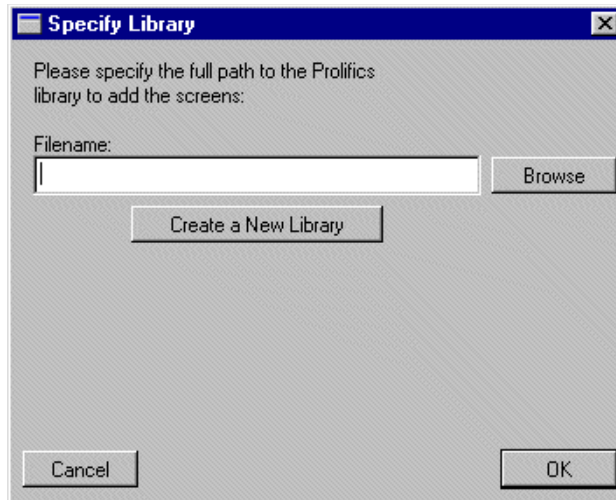 Specify Library
Please specify the full path to the Prolifics
library to add the screens:
Filename:
Browse
Create a New Library
Cancel
OK